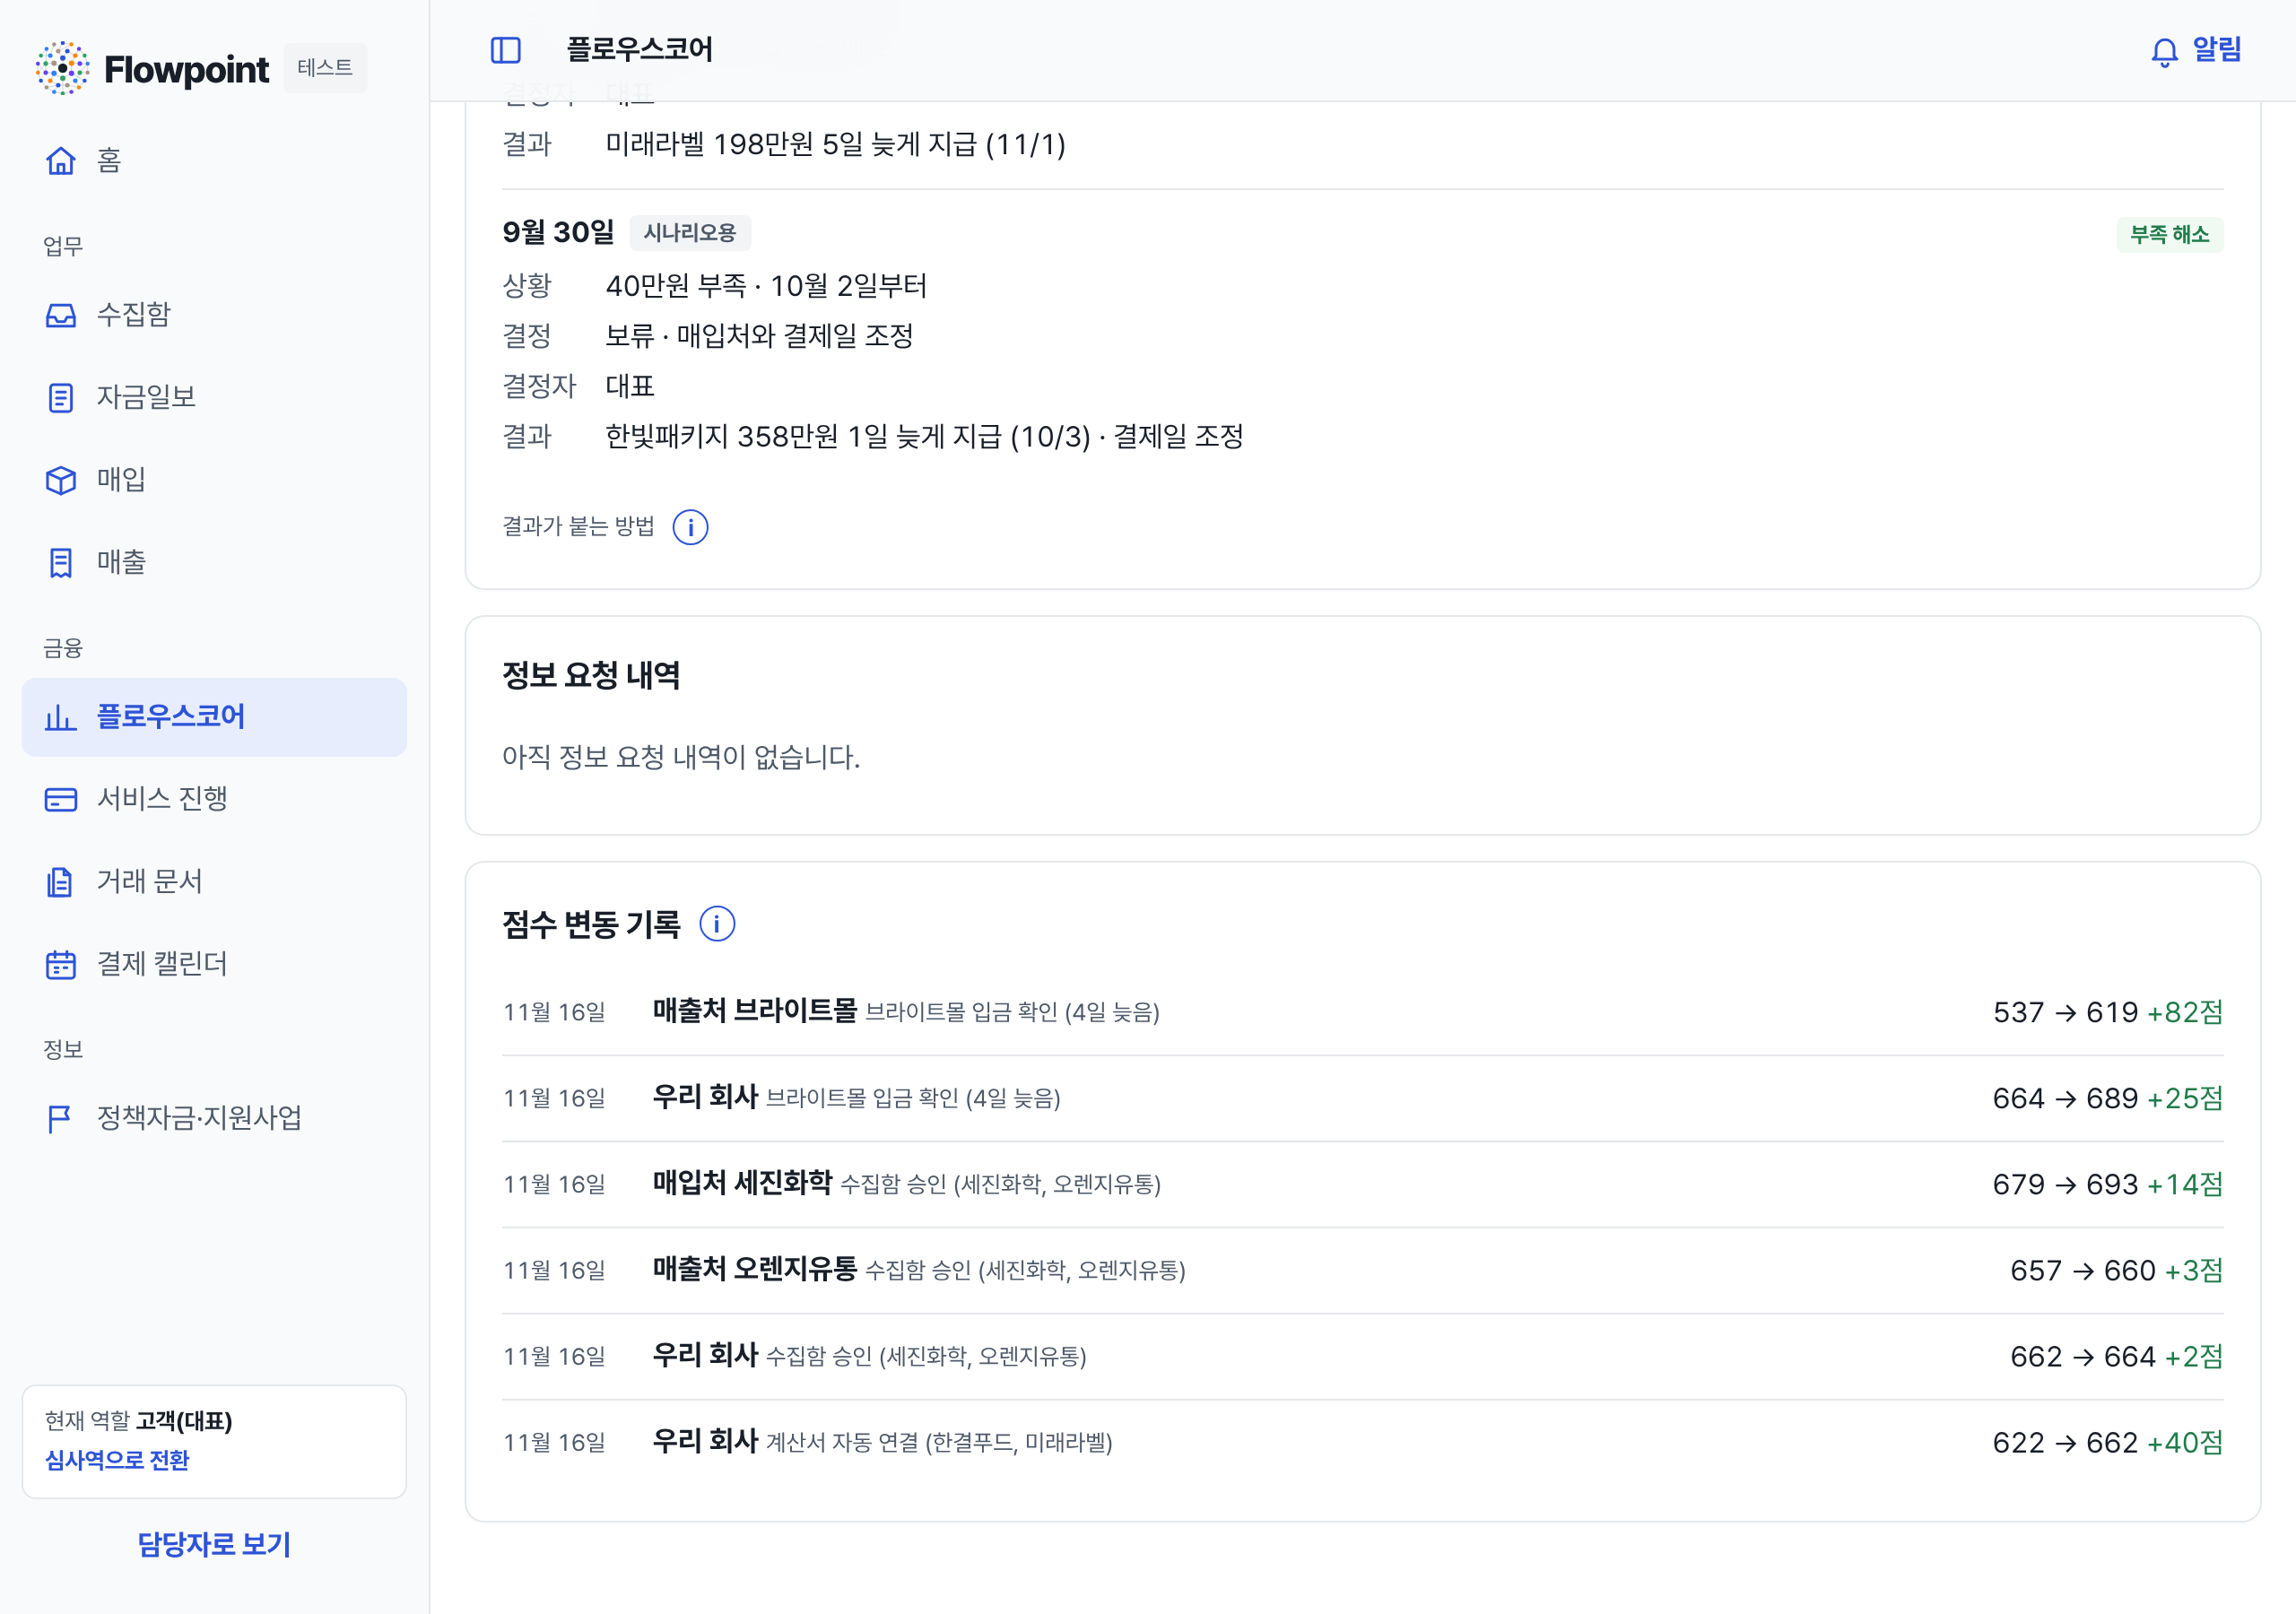 Flowpoint 테스트
홈
업무
수집함
자금일보
매입
매출
금융
플로우스코어
서비스 진행
거래 문서
결제 캘린더
정보
정책자금·지원사업
현재 역할 고객(대표)
심사역으로 전환
담당자로 보기
플로우스코어
알림
결정자 대표
결과 미래라벨 198만원 5일 늦게 지급 (11/1)
9월 30일 시나리오용 부족 해소
상황 40만원 부족 · 10월 2일부터
결정 보류 · 매입처와 결제일 조정
결정자 대표
결과 한빛패키지 358만원 1일 늦게 지급 (10/3) · 결제일 조정
결과가 붙는 방법 i
정보 요청 내역
아직 정보 요청 내역이 없습니다.
점수 변동 기록 i
11월 16일 매출처 브라이트몰 브라이트몰 입금 확인 (4일 늦음) 537 → 619 +82점
11월 16일 우리 회사 브라이트몰 입금 확인 (4일 늦음) 664 → 689 +25점
11월 16일 매입처 세진화학 수집함 승인 (세진화학, 오렌지유통) 679 → 693 +14점
11월 16일 매출처 오렌지유통 수집함 승인 (세진화학, 오렌지유통) 657 → 660 +3점
11월 16일 우리 회사 수집함 승인 (세진화학, 오렌지유통) 662 → 664 +2점
11월 16일 우리 회사 계산서 자동 연결 (한결푸드, 미래라벨) 622 → 662 +40점